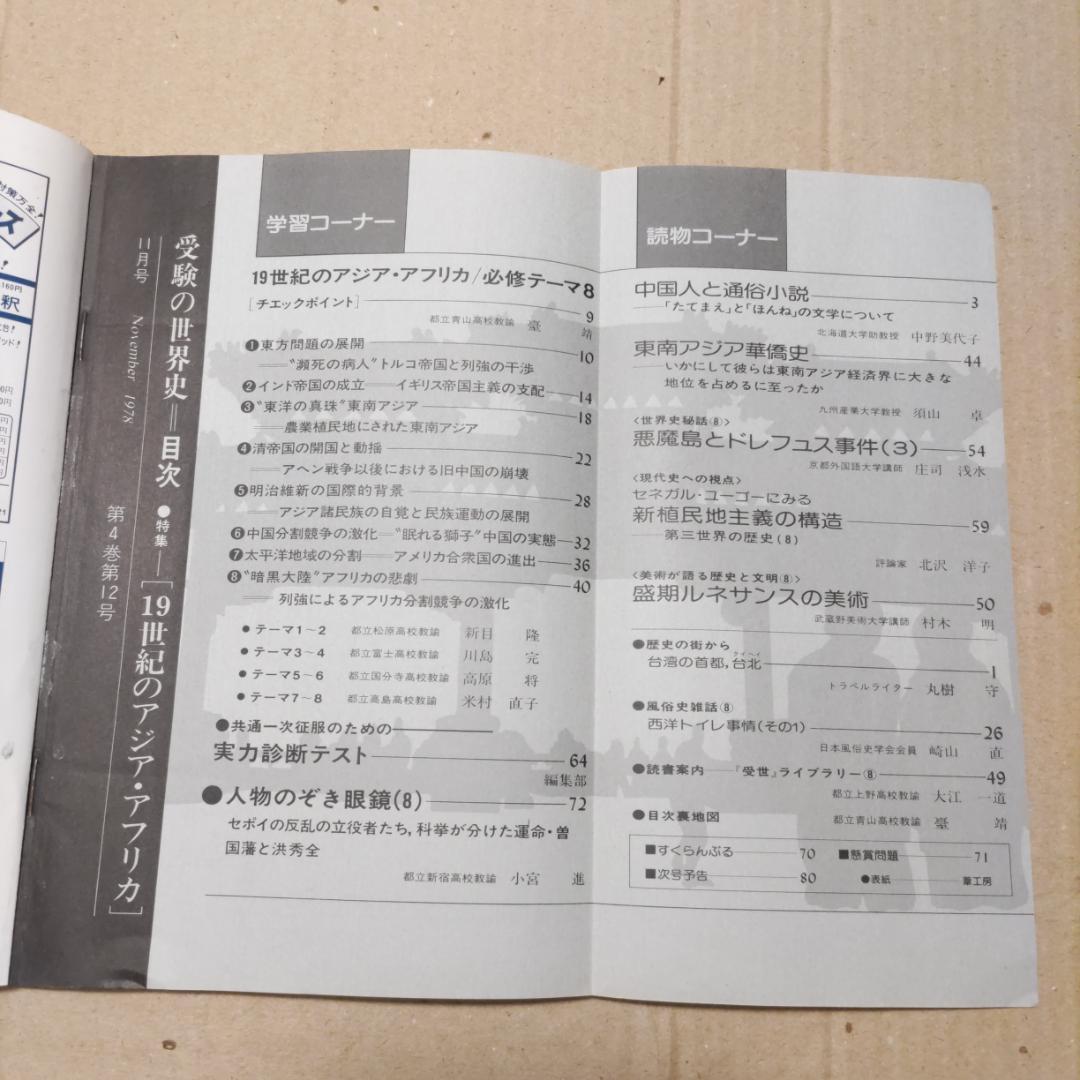 対策万全!
ス
!
160円
釈
受験の世界史＝目次 ●特集―[19世紀のアジア・アフリカ]
11月号 November 1978 第4巻第12号
学習コーナー
19世紀のアジア・アフリカ/必修テーマ8
[チエックポイント] 9
都立青山高校教諭 臺 靖
❶東方問題の展開 10
――“瀕死の病人”トルコ帝国と列強の干渉
❷インド帝国の成立――イギリス帝国主義の支配 14
❸“東洋の真珠”東南アジア 18
――農業植民地にされた東南アジア
❹清帝国の開国と動揺 22
――アヘン戦争以後における旧中国の崩壊
❺明治維新の国際的背景 28
――アジア諸民族の自覚と民族運動の展開
❻中国分割競争の激化――“眠れる獅子”中国の実態 32
❼太平洋地域の分割――アメリカ合衆国の進出 36
❽“暗黒大陸”アフリカの悲劇 40
――列強によるアフリカ分割競争の激化
●テーマ1～2 都立松原高校教諭 新目 隆
●テーマ3～4 都立富士高校教諭 川島 完
●テーマ5～6 都立国分寺高校教諭 高原 将
●テーマ7～8 都立高島高校教諭 米村 直子
●共通一次征服のための
実力診断テスト 64
編集部
●人物のぞき眼鏡(8) 72
セポイの反乱の立役者たち,科挙が分けた運命・曽
国藩と洪秀全
都立新宿高校教諭 小宮 進
読物コーナー
中国人と通俗小説 3
――「たてまえ」と「ほんね」の文学について
北海道大学助教授 中野美代子
東南アジア華僑史 44
――いかにして彼らは東南アジア経済界に大きな
地位を占めるに至ったか
九州産業大学教授 須山 卓
〈世界史秘話⑧〉
悪魔島とドレフュス事件(3) 54
京都外国語大学講師 庄司 浅水
〈現代史への視点〉
セネガル・ユーゴーにみる
新植民地主義の構造 59
――第三世界の歴史(8)
評論家 北沢 洋子
〈美術が語る歴史と文明⑧〉
盛期ルネサンスの美術 50
武蔵野美術大学講師 村木 明
●歴史の街から
台湾の首都,台北 1
タイペイ
トラベルライター 丸樹 守
●風俗史雑話⑧
西洋トイレ事情(その1) 26
日本風俗史学会会員 崎山 直
●読書案内――『受世』ライブラリー⑧ 49
都立上野高校教諭 大江 一道
●目次裏地図 都立青山高校教諭 臺 靖
■すくらんぶる 70 ■懸賞問題 71
■次号予告 80 ●表紙 葦工房